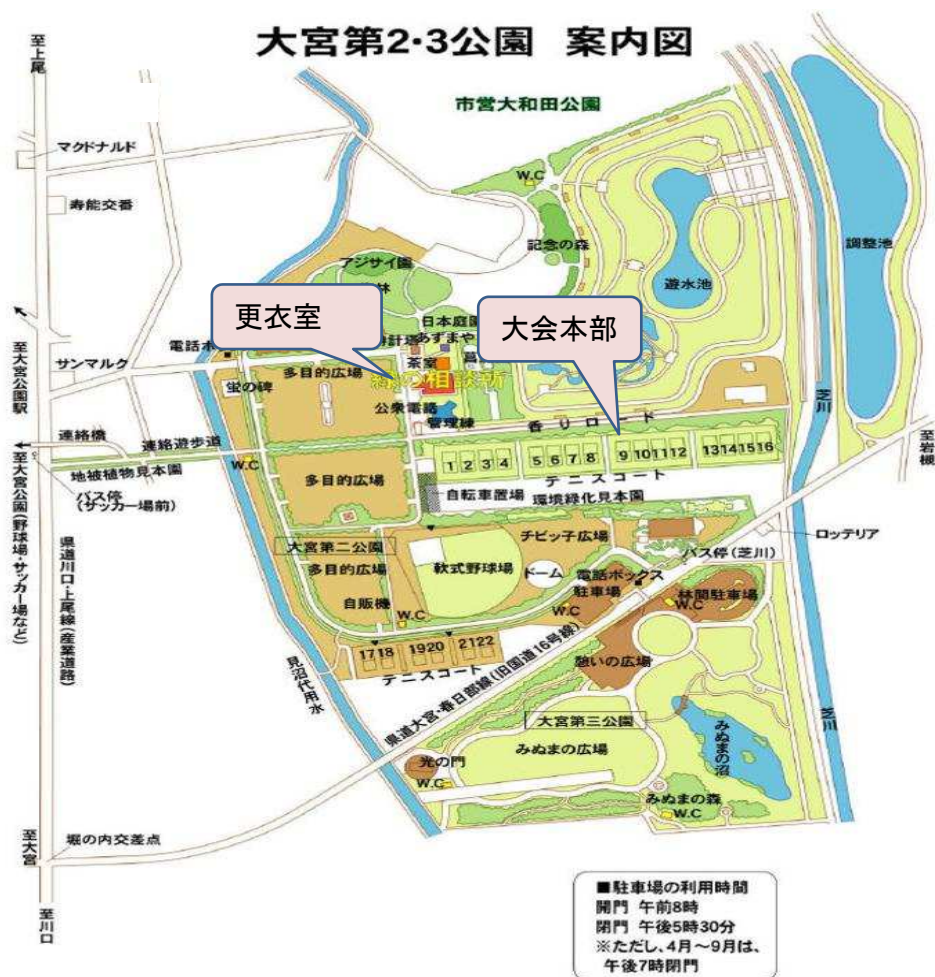 大宮第2・3公園 案内図
至上尾
市営大和田公園
マクドナルド
W.C
寿能交番
記念の森
調整池
アジサイ園
遊水池
更衣室
大会本部
日本庭園
あずまや
至大宮公園駅
サンマルク
茶室
多目的広場
緑の相談所
蛍の碑
公衆電話
管理棟
香りロード
芝川
連絡橋
連絡遊歩道
至岩槻
至大宮公園(野球場・サッカー場など)
地被植物見本園
W.C
1 2 3 4 5 6 7 8 9 10 11 12 13 14 15 16
テニスコート
多目的広場
自転車置場
環境緑化見本園
バス停
(サッカー場前)
ロッテリア
チビッ子広場
大宮第二公園
バス停(芝川)
多目的広場
軟式野球場
ドーム
電話ボックス
駐車場
林間駐車場
自販機
W.C
W.C
W.C
県道川口・上尾線(産業道路)
17 18 19 20 21 22
テニスコート
憩いの広場
見沼代用水
県道大宮・春日部線(旧国道16号線)
大宮第三公園
みぬまの広場
みぬまの沼
芝川
光の門
W.C
みぬまの森
W.C
至大宮
堀の内交差点
至川口
■駐車場の利用時間
開門 午前8時
閉門 午後5時30分
※ただし、4月～9月は、
午後7時閉門